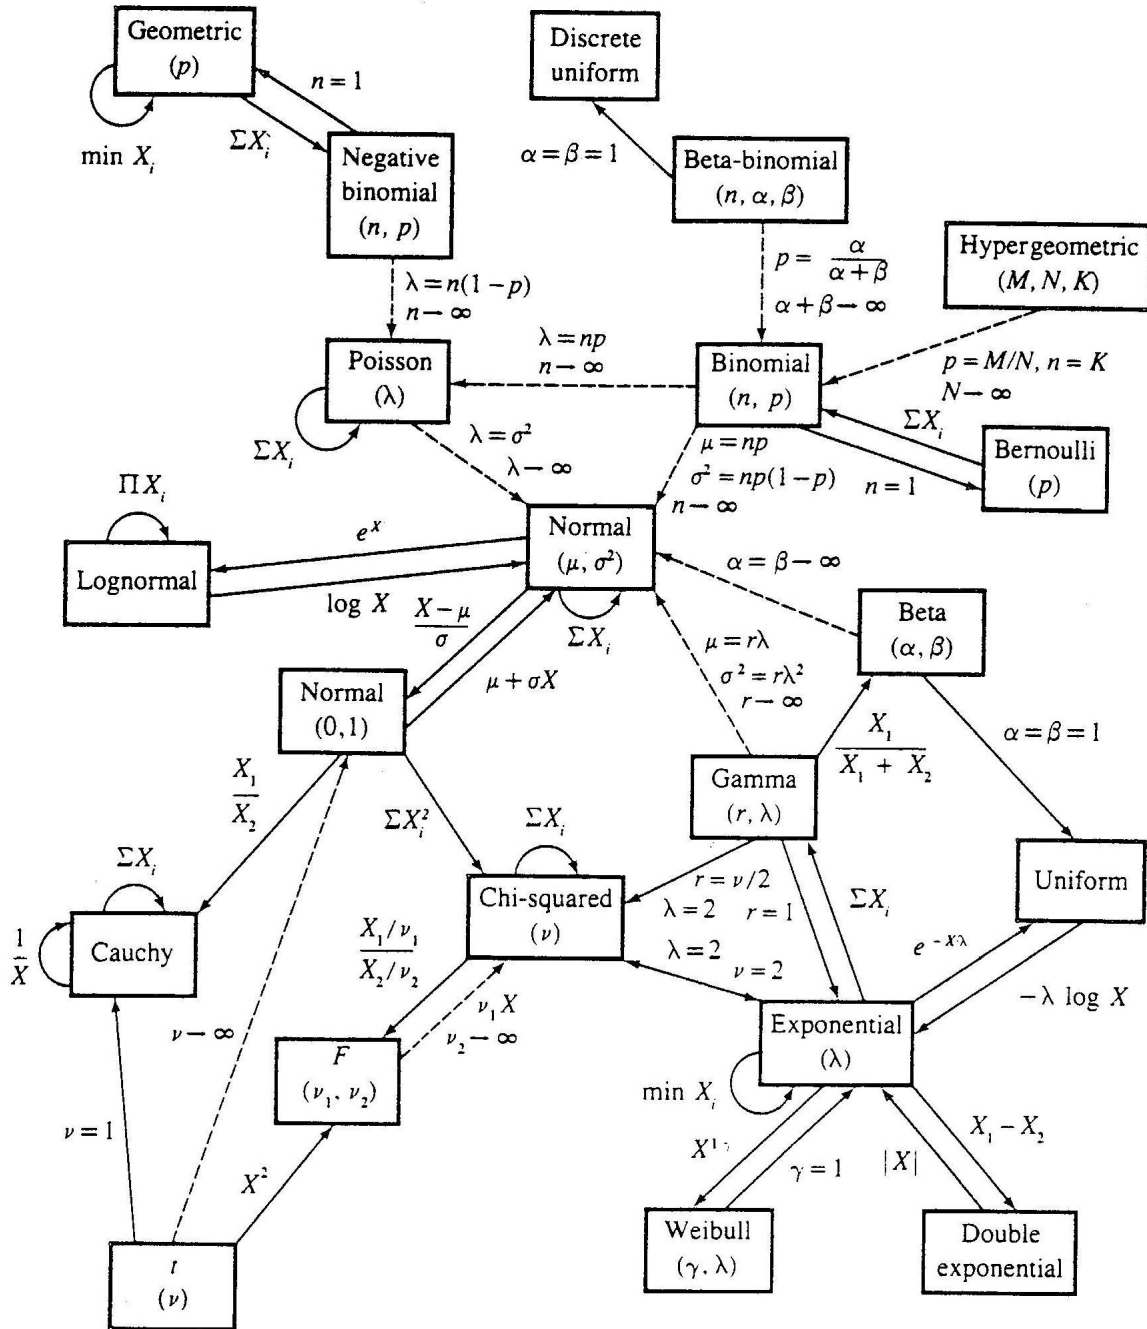 Geometric
(p)
n = 1
min X_i
ΣX_i
Negative
binomial
(n, p)
Discrete
uniform
α = β = 1
Beta-binomial
(n, α, β)
Hypergeometric
(M, N, K)
λ = n(1 – p)
n → ∞
p = α / (α + β)
α + β → ∞
Poisson
(λ)
λ = np
n → ∞
Binomial
(n, p)
p = M/N, n = K
N → ∞
ΣX_i
ΣX_i
Bernoulli
(p)
n = 1
λ = σ²
λ → ∞
μ = np
σ² = np(1 – p)
n → ∞
ΠX_i
Lognormal
e^X
log X
Normal
(μ, σ²)
ΣX_i
α = β → ∞
Beta
(α, β)
(X – μ) / σ
μ + σX
μ = rλ
σ² = rλ²
r → ∞
Normal
(0,1)
X_1 / (X_1 + X_2)
α = β = 1
Gamma
(r, λ)
X_1 / X_2
ΣX_i²
ΣX_i
r = ν/2
λ = 2
r = 1
ΣX_i
Uniform
ΣX_i
Chi-squared
(ν)
1 / X
Cauchy
(X_1/ν_1) / (X_2/ν_2)
λ = 2
ν = 2
e^–X/λ
–λ log X
ν_1X
ν_2 → ∞
ν → ∞
Exponential
(λ)
F
(ν_1, ν_2)
min X_i
ν = 1
X²
X^1/γ
γ = 1
|X|
X_1 – X_2
t
(ν)
Weibull
(γ, λ)
Double
exponential